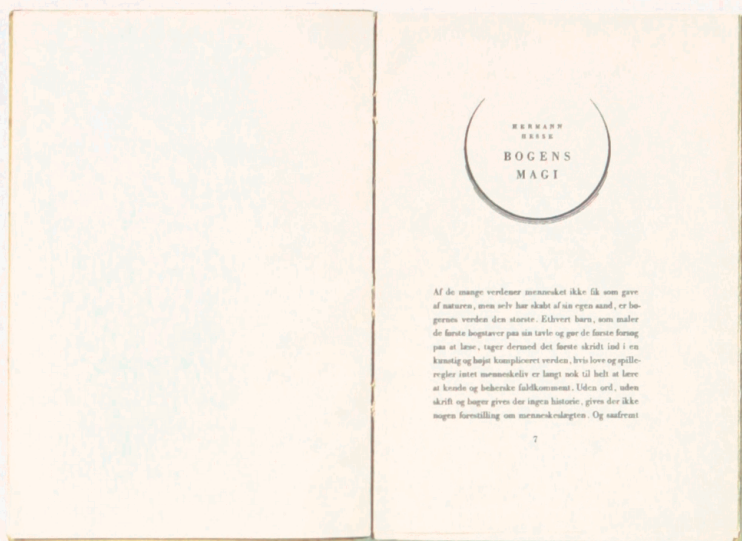 HERMANN
HESSE
BOGENS
MAGI
Af de mange verdener mennesket ikke fik som gave
af naturen, men selv har skabt af sin egen aand, er bø-
gernes verden den største. Ethvert barn, som maler
de første bogstaver paa sin tavle og gør de første forsøg
paa at læse, tager dermed det første skridt ind i en
kunstig og højst kompliceret verden, hvis love og spille-
regler intet menneskeliv er langt nok til helt at lære
at kende og beherske fuldkomment. Uden ord, uden
skrift og bøger gives der ingen historie, gives der ikke
nogen forestilling om menneskeslægten. Og saafremt
7